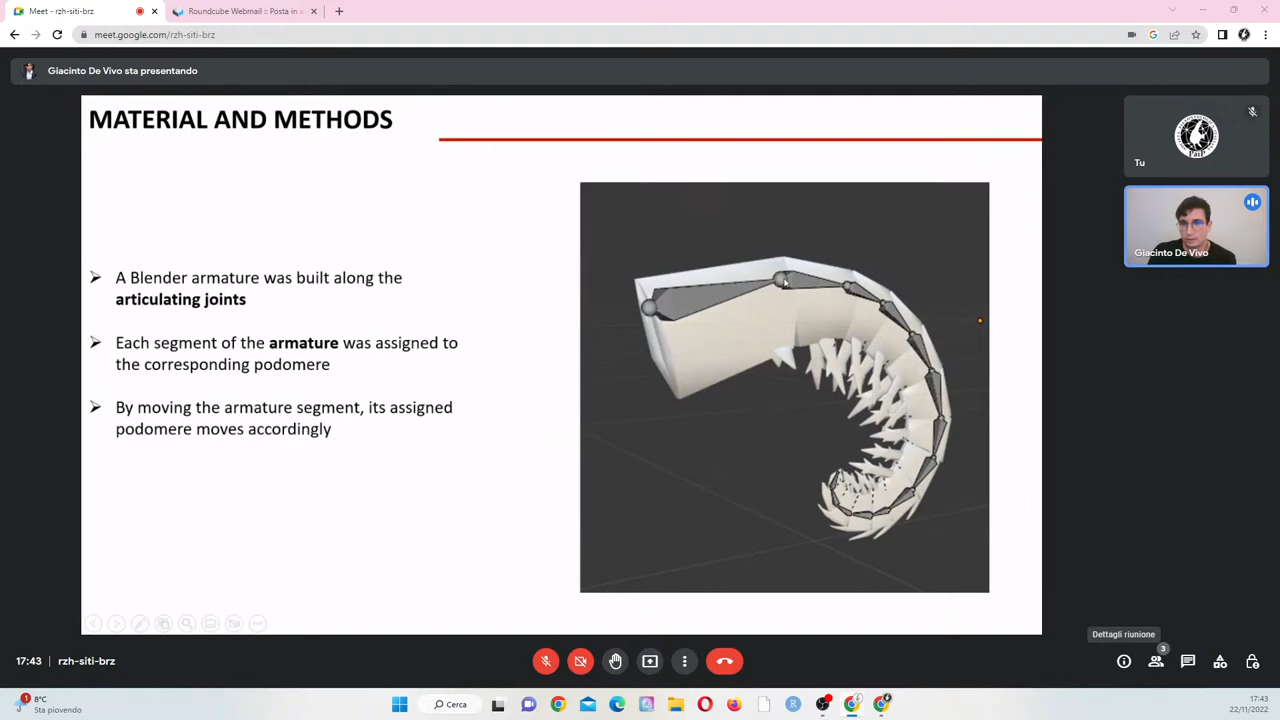 Meet - rzh-siti-brz
Roundcube Webmail :: Posta in a
meet.google.com/rzh-siti-brz
Giacinto De Vivo sta presentando
MATERIAL AND METHODS
Tu
Giacinto De Vivo
➢ A Blender armature was built along the
articulating joints
➢ Each segment of the armature was assigned to
the corresponding podomere
➢ By moving the armature segment, its assigned
podomere moves accordingly
Dettagli riunione
17:43
rzh-siti-brz
3
1
8°C
Sta piovendo
Cerca
17:43
22/11/2022